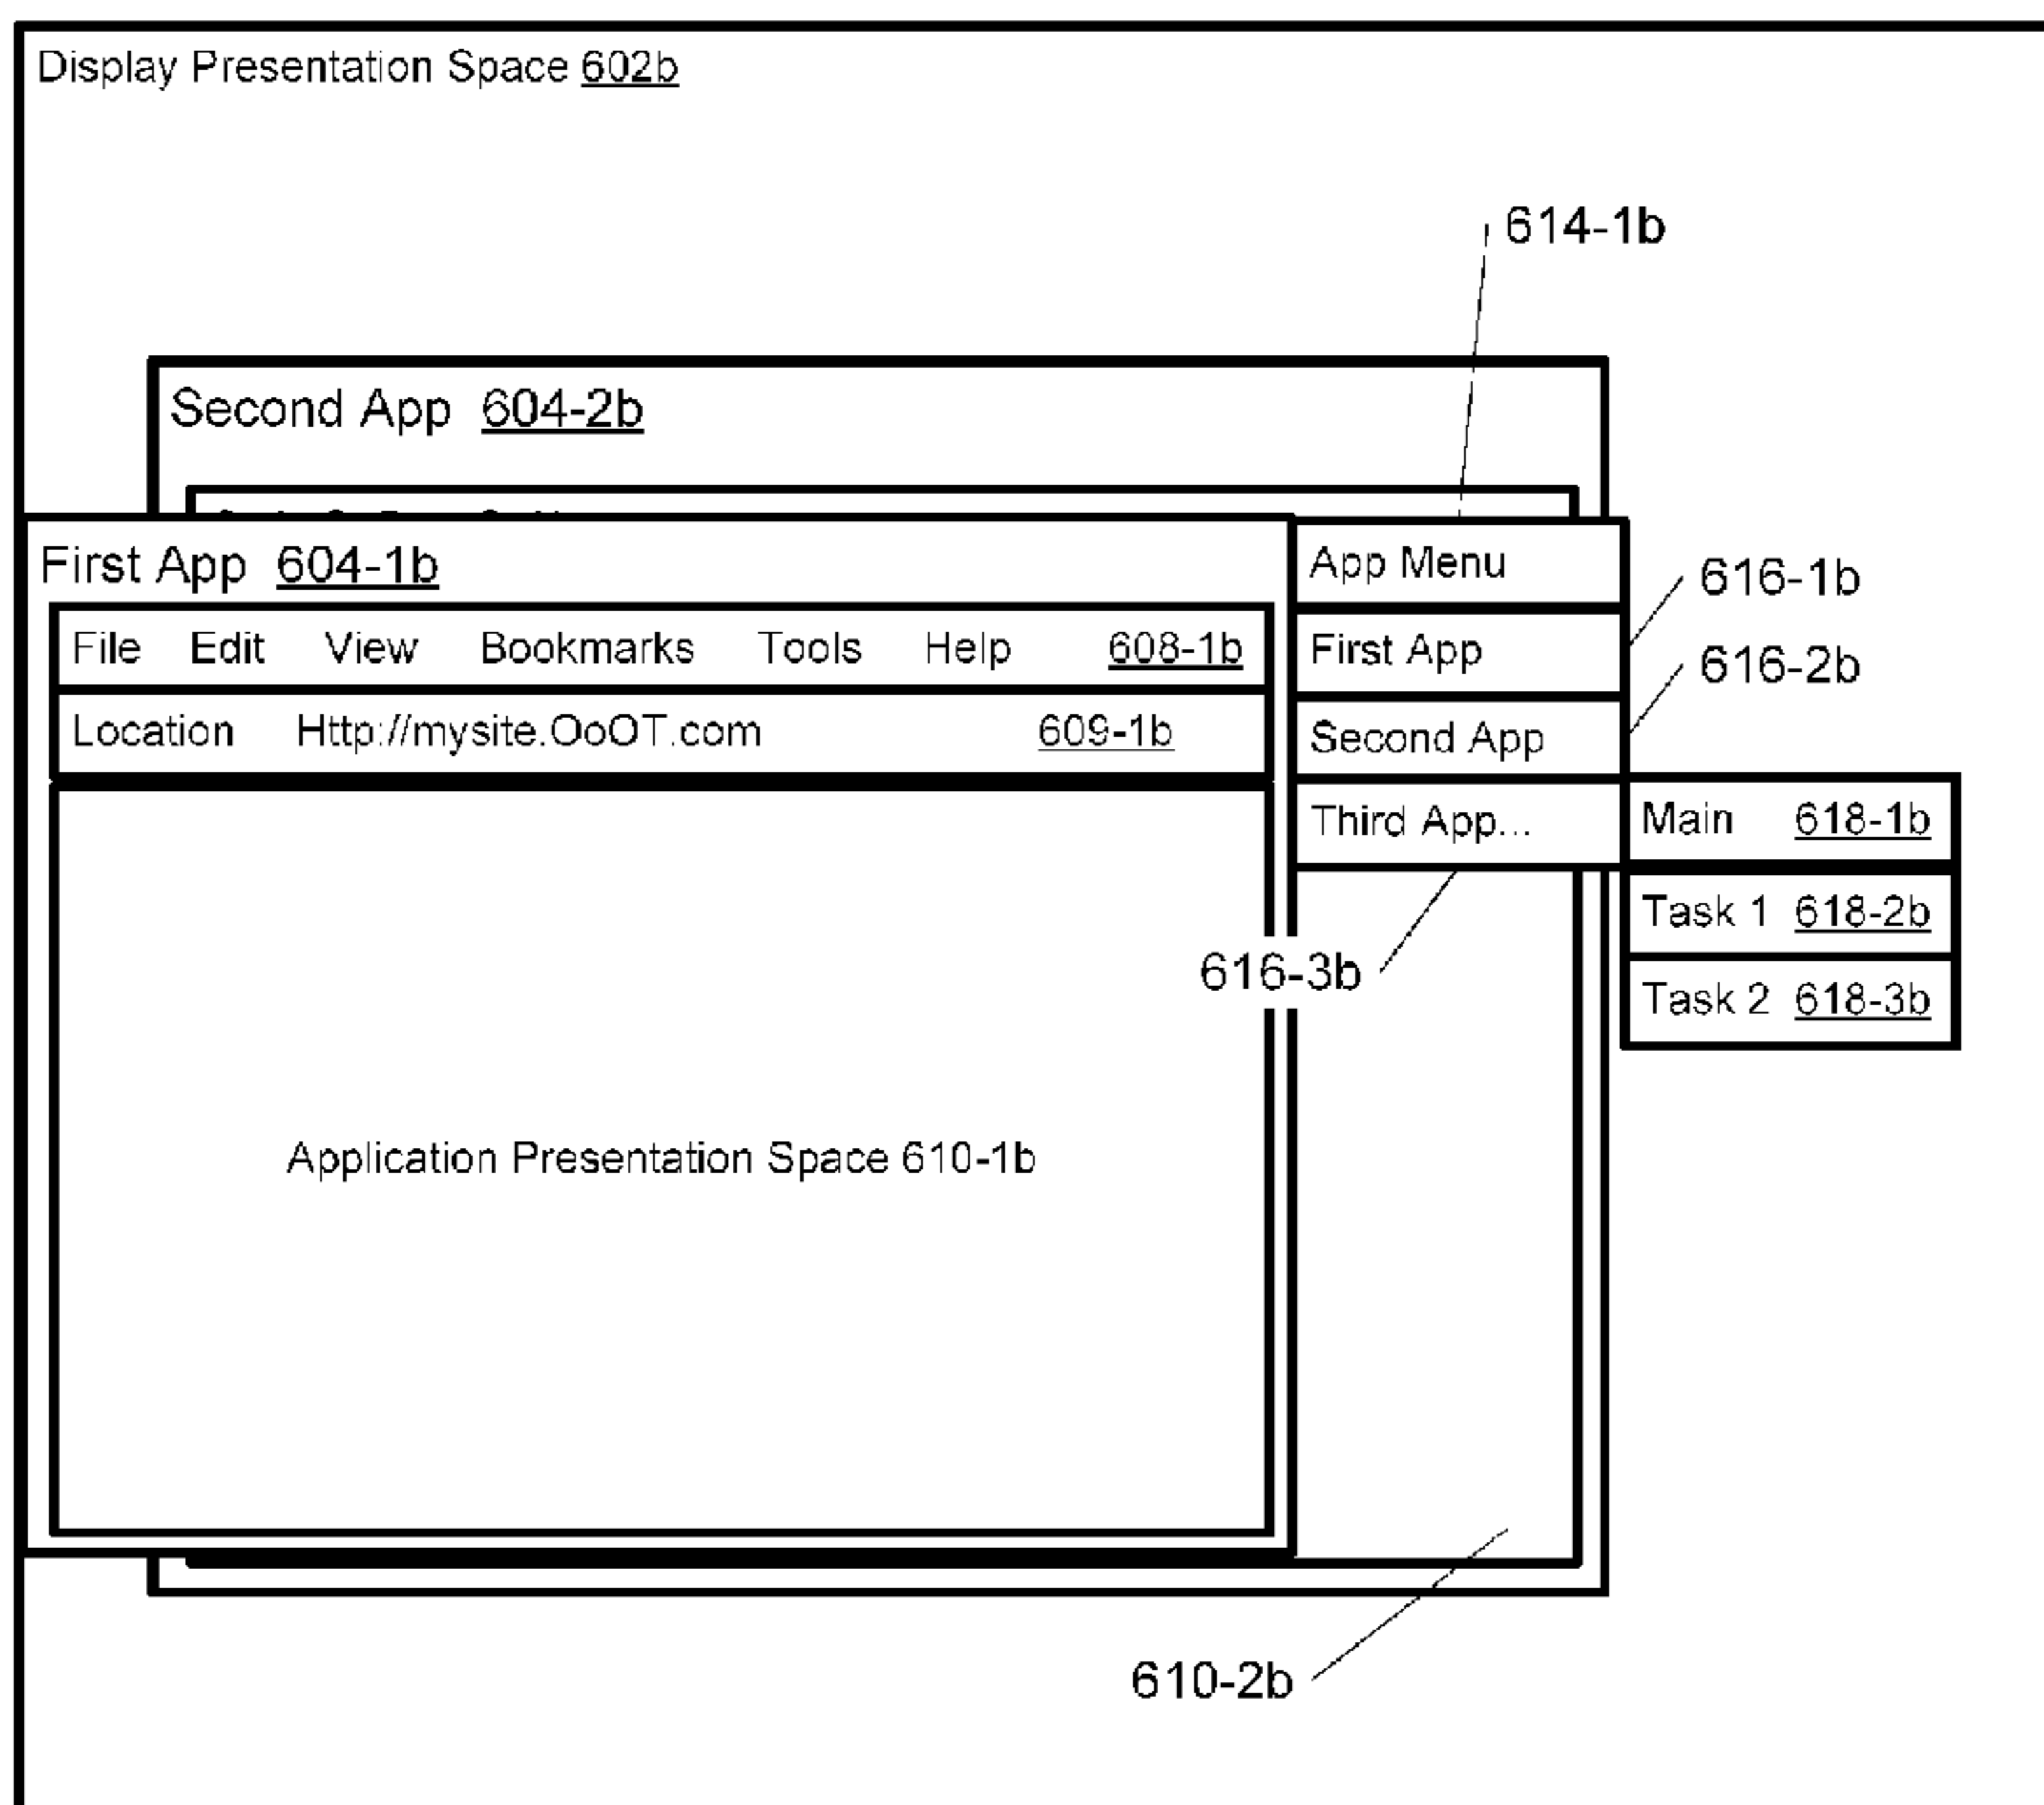 Display Presentation Space 602b
614-1b
Second App 604-2b
First App 604-1b
File Edit View Bookmarks Tools Help 608-1b
Location Http://mysite.OoOT.com 609-1b
Application Presentation Space 610-1b
App Menu
First App
Second App
Third App...
616-1b
616-2b
616-3b
Main 618-1b
Task 1 618-2b
Task 2 618-3b
610-2b